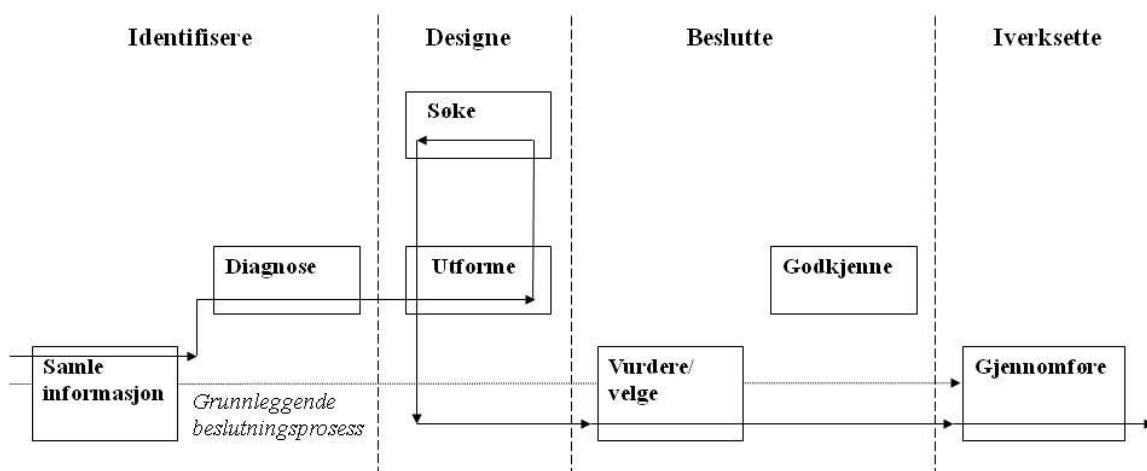 Identifisere
Designe
Beslutte
Iverksette
Søke
Diagnose
Utforme
Godkjenne
Samle
informasjon
Grunnleggende
beslutningsprosess
Vurdere/
velge
Gjennomføre